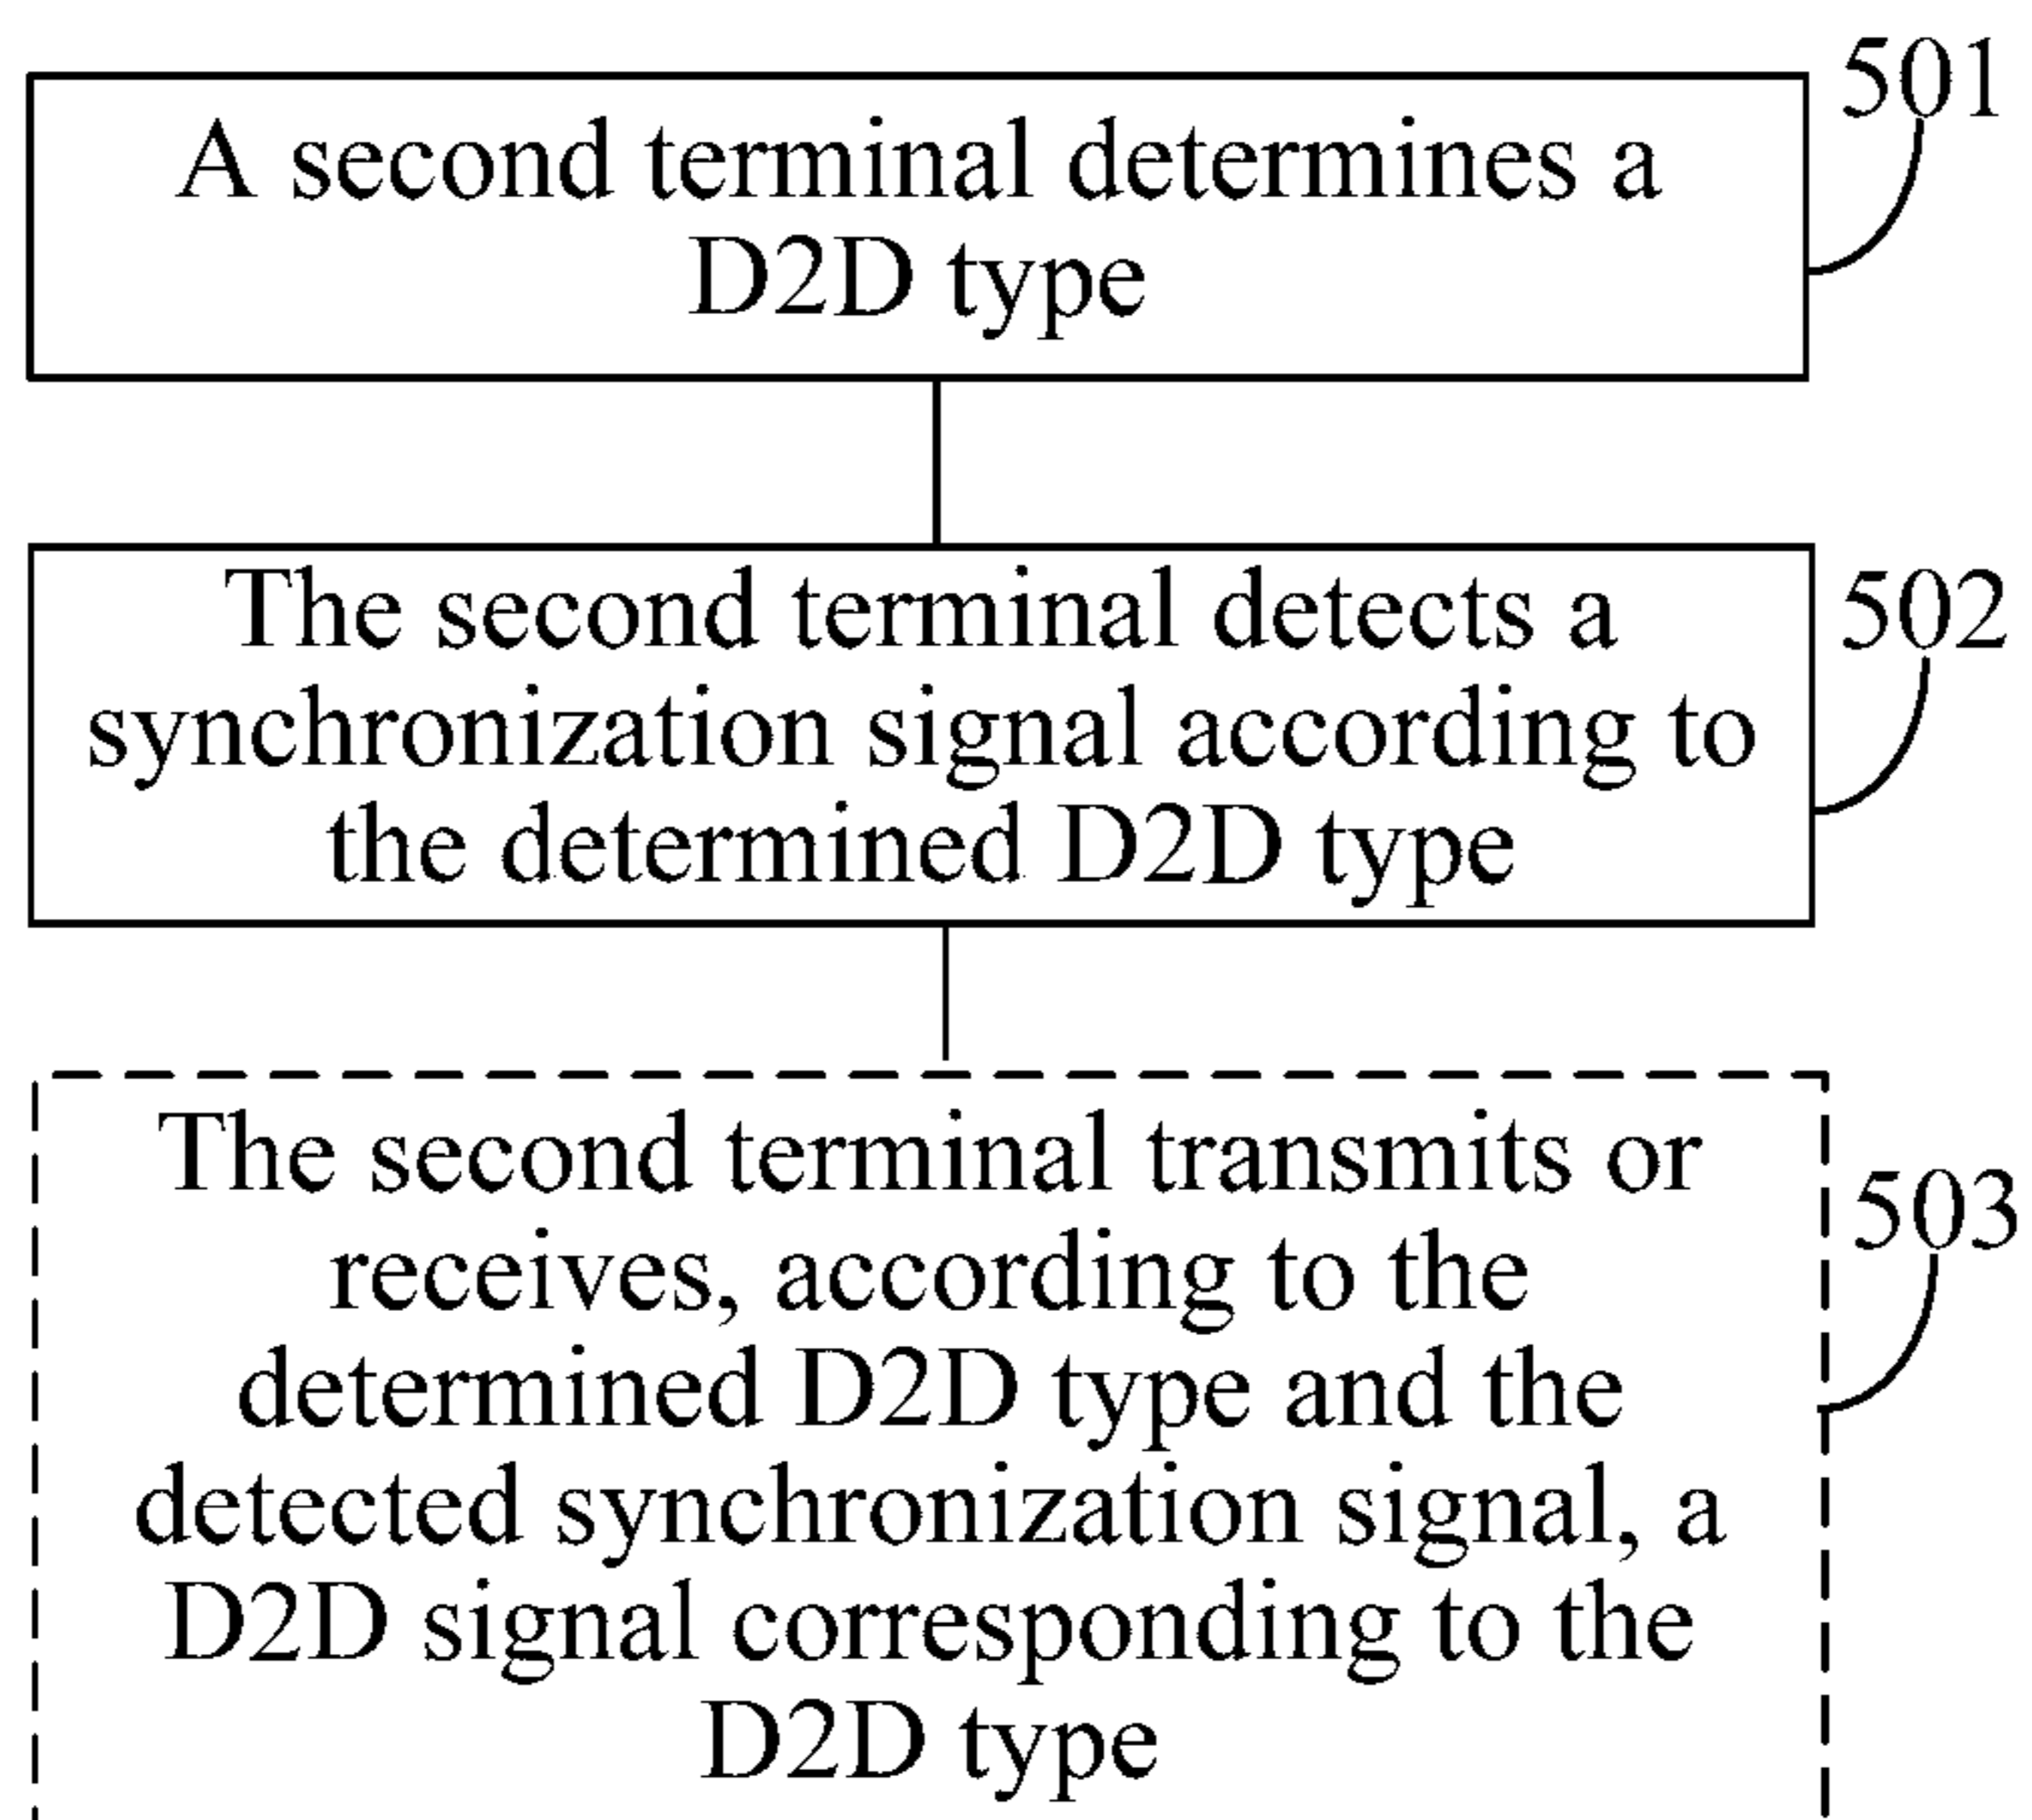 501
A second terminal determines a
D2D type
The second terminal detects a
502
synchronization signal according to
the determined D2D type
The second terminal transmits or
503
receives, according to the
determined D2D type and the
detected synchronization signal, a
D2D signal corresponding to the
D2D type